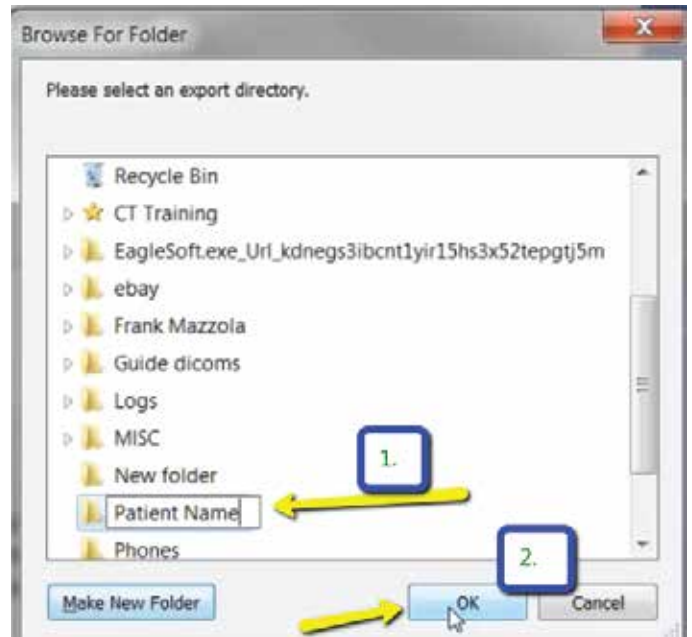 Browse For Folder
Please select an export directory.
Recycle Bin
CT Training
EagleSoft.exe_Url_kdnegs3ibcnt1yir15hs3x52tepgtj5m
ebay
Frank Mazzola
Guide dicoms
Logs
MISC
1.
New folder
Patient Name
Phones
2.
Make New Folder
OK
Cancel